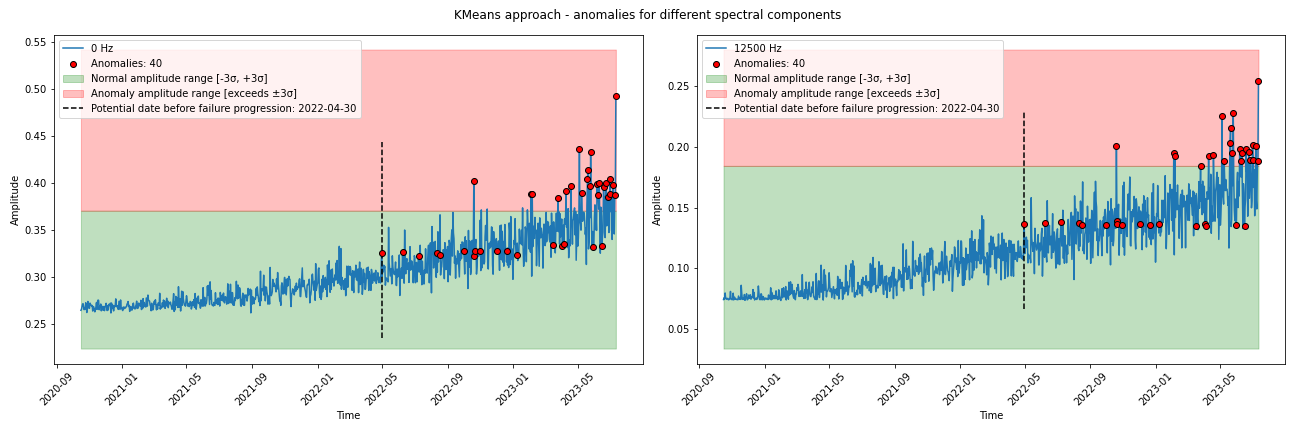 KMeans approach - anomalies for different spectral components
0 Hz
Anomalies: 40
Normal amplitude range [-3σ, +3σ]
Anomaly amplitude range [exceeds ±3σ]
Potential date before failure progression: 2022-04-30
0.55
0.50
0.45
0.40
0.35
0.30
0.25
Amplitude
2020-09
2021-01
2021-05
2021-09
2022-01
2022-05
2022-09
2023-01
2023-05
Time
12500 Hz
Anomalies: 40
Normal amplitude range [-3σ, +3σ]
Anomaly amplitude range [exceeds ±3σ]
Potential date before failure progression: 2022-04-30
0.25
0.20
0.15
0.10
0.05
Amplitude
2020-09
2021-01
2021-05
2021-09
2022-01
2022-05
2022-09
2023-01
2023-05
Time